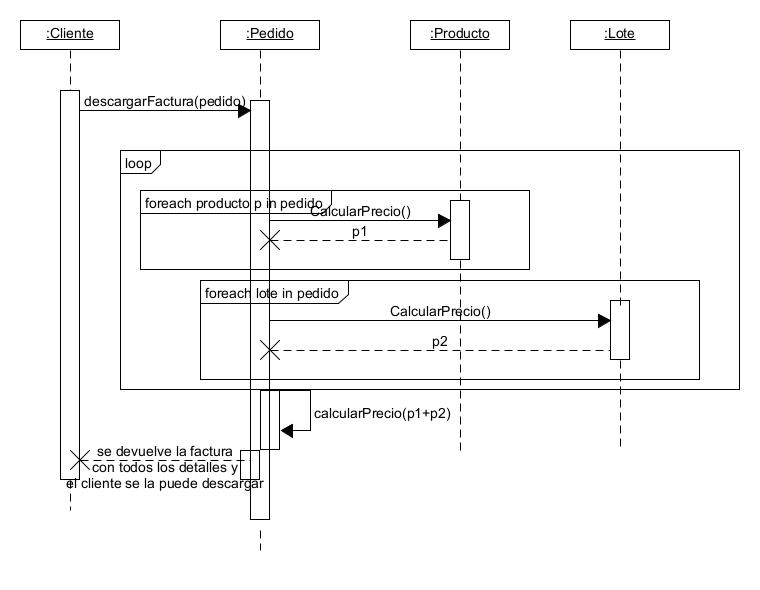 :Cliente
:Pedido
:Producto
:Lote
descargarFactura(pedido)
loop
foreach producto p in pedido
CalcularPrecio()
p1
foreach lote in pedido
CalcularPrecio()
p2
calcularPrecio(p1+p2)
se devuelve la factura
con todos los detalles y
el cliente se la puede descargar